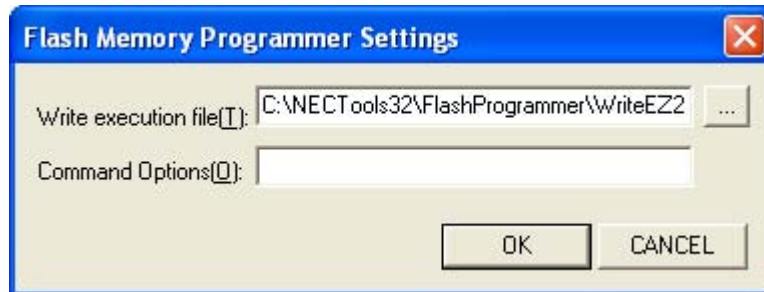 Flash Memory Programmer Settings
Write execution file(T): C:\NECTools32\FlashProgrammer\WriteEZ2 ...
Command Options(O):
OK CANCEL